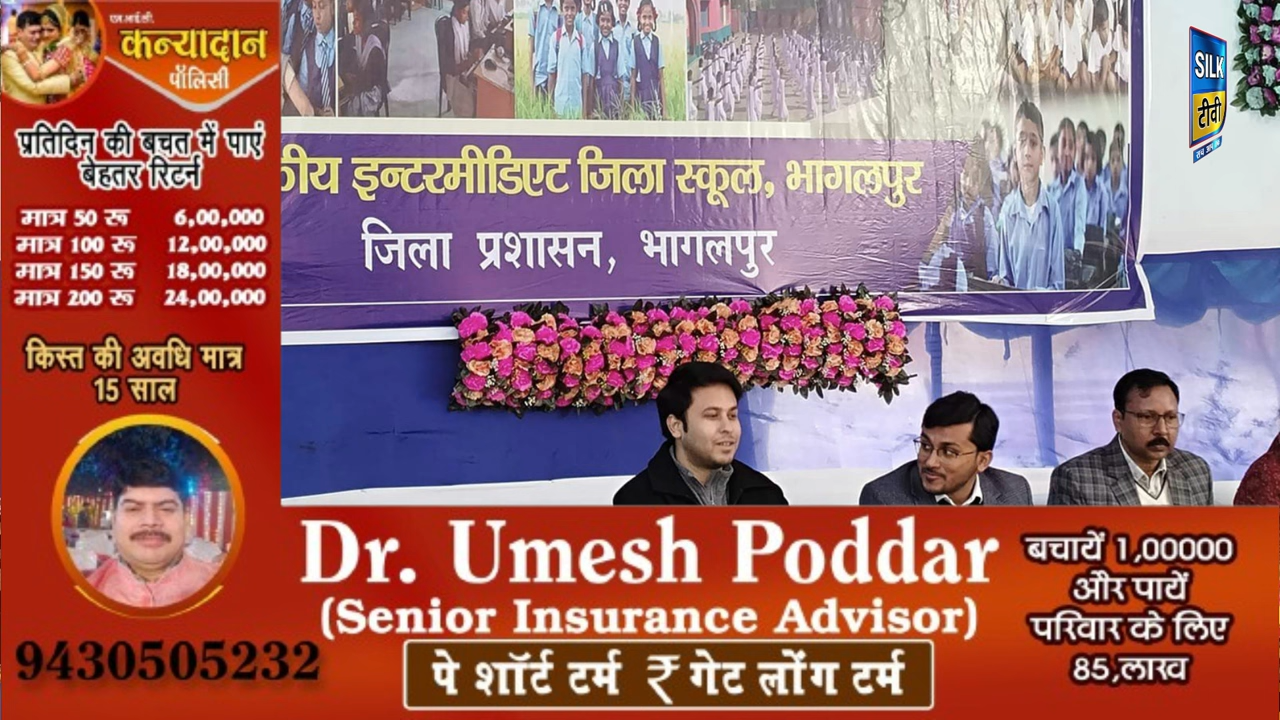 एल.आई.सी.
कन्यादान
पॉलिसी
प्रतिदिन की बचत में पाएं
बेहतर रिटर्न
मात्र 50 रू 6,00,000
मात्र 100 रू 12,00,000
मात्र 150 रू 18,00,000
मात्र 200 रू 24,00,000
किस्त की अवधि मात्र
15 साल
9430505232
SILK
टीवी
कीय इन्टरमीडिएट जिला स्कूल, भागलपुर
जिला प्रशासन, भागलपुर
Dr. Umesh Poddar
(Senior Insurance Advisor)
पे शॉर्ट टर्म ₹ गेट लोंग टर्म
बचायें 1,00000
और पायें
परिवार के लिए
85,लाख